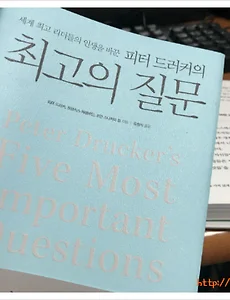 세계 최고 리더들의 인생을 바꾼 피터 드러커의
최고의 질문
Peter Drucker's
Five Most
Important
Questions
http://